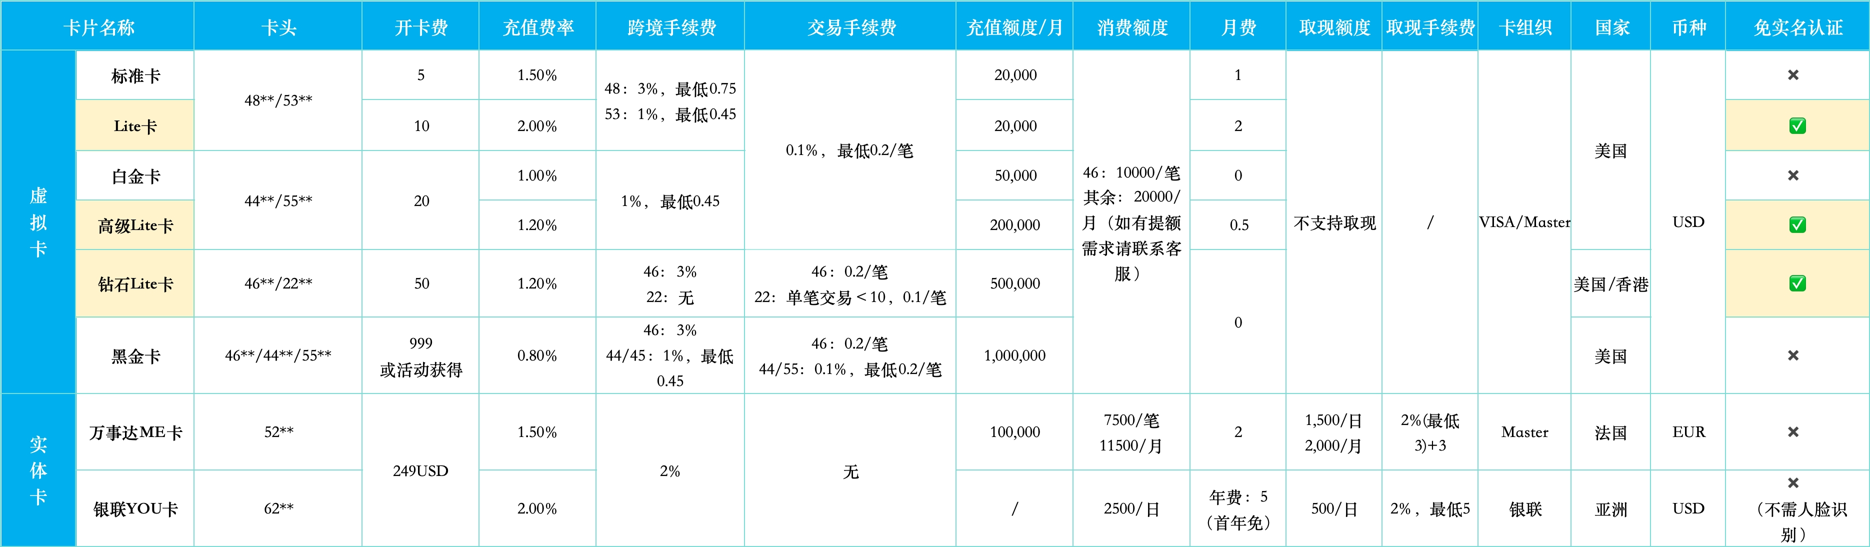 卡片名称 卡头 开卡费 充值费率 跨境手续费 交易手续费 充值额度/月 消费额度 月费 取现额度 取现手续费 卡组织 国家 币种 免实名认证
虚拟卡
标准卡 48**/53** 5 1.50% 48：3%，最低0.75
53：1%，最低0.45 0.1%，最低0.2/笔 20,000 46：10000/笔
其余：20000/
月（如有提额
需求请联系客
服） 1 不支持取现 / VISA/Master 美国 USD ✖
Lite卡 10 2.00% 20,000 2 ✅
白金卡 44**/55** 20 1.00% 1%，最低0.45 50,000 0 ✖
高级Lite卡 1.20% 200,000 0.5 ✅
钻石Lite卡 46**/22** 50 1.20% 46：3%
22：无 46：0.2/笔
22：单笔交易＜10，0.1/笔 500,000 0 美国/香港 ✅
黑金卡 46**/44**/55** 999
或活动获得 0.80% 46：3%
44/45：1%，最低
0.45 46：0.2/笔
44/55：0.1%，最低0.2/笔 1,000,000 美国 ✖
实体卡
万事达ME卡 52** 249USD 1.50% 2% 无 100,000 7500/笔
11500/月 2 1,500/日
2,000/月 2%(最低
3)+3 Master 法国 EUR ✖
银联YOU卡 62** 2.00% / 2500/日 年费：5
（首年免） 500/日 2%，最低5 银联 亚洲 USD ✖
（不需人脸识
别）